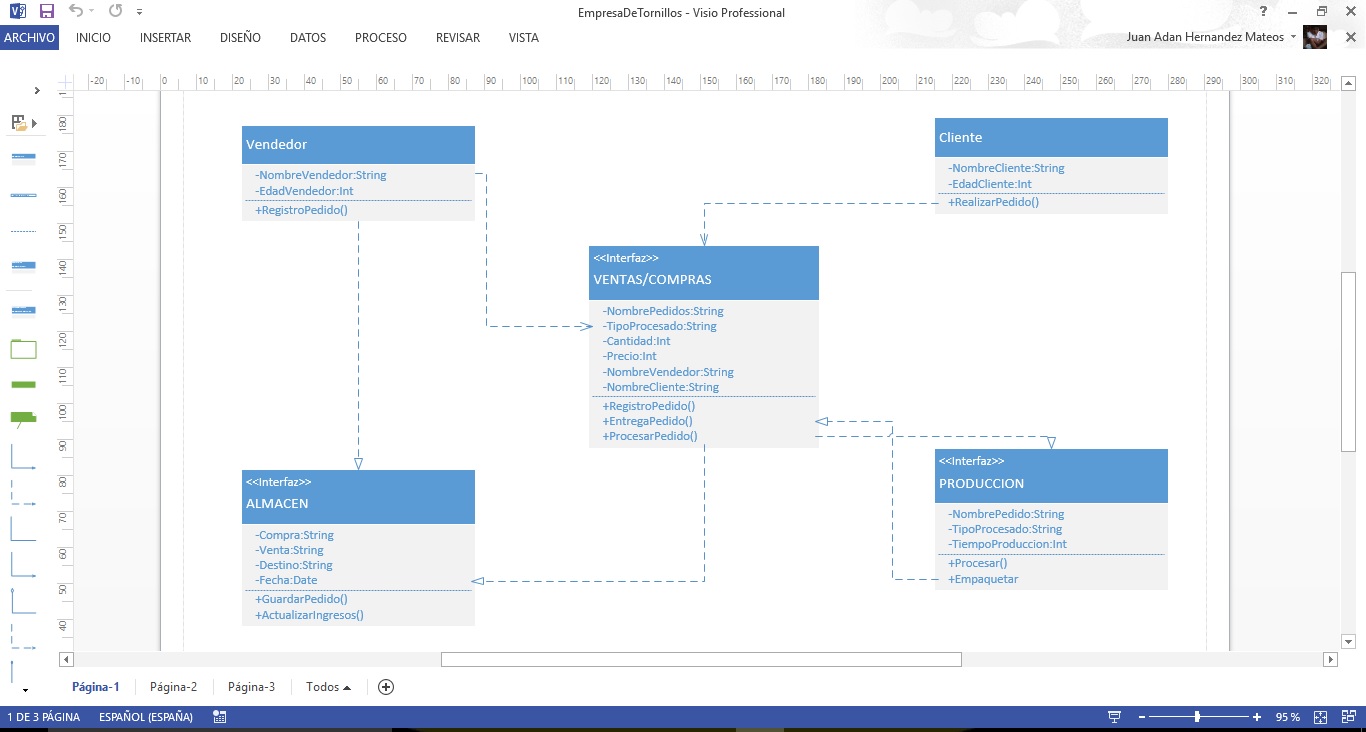 EmpresaDeTornillos - Visio Professional
ARCHIVO INICIO INSERTAR DISEÑO DATOS PROCESO REVISAR VISTA
Juan Adan Hernandez Mateos
-20 -10 0 10 20 30 40 50 60 70 80 90 100 110 120 130 140 150 160 170 180 190 200 210 220 230 240 250 260 270 280 290 300 310 320
180
170
160
150
140
130
120
110
100
90
80
70
60
50
40
Vendedor
-NombreVendedor:String
-EdadVendedor:Int
+RegistroPedido()
Cliente
-NombreCliente:String
-EdadCliente:Int
+RealizarPedido()
<<Interfaz>>
VENTAS/COMPRAS
-NombrePedidos:String
-TipoProcesado:String
-Cantidad:Int
-Precio:Int
-NombreVendedor:String
-NombreCliente:String
+RegistroPedido()
+EntregaPedido()
+ProcesarPedido()
<<Interfaz>>
ALMACEN
-Compra:String
-Venta:String
-Destino:String
-Fecha:Date
+GuardarPedido()
+ActualizarIngresos()
<<Interfaz>>
PRODUCCION
-NombrePedido:String
-TipoProcesado:String
-TiempoProduccion:Int
+Procesar()
+Empaquetar
Página-1 Página-2 Página-3 Todos
1 DE 3 PÁGINA ESPAÑOL (ESPAÑA) 95 %